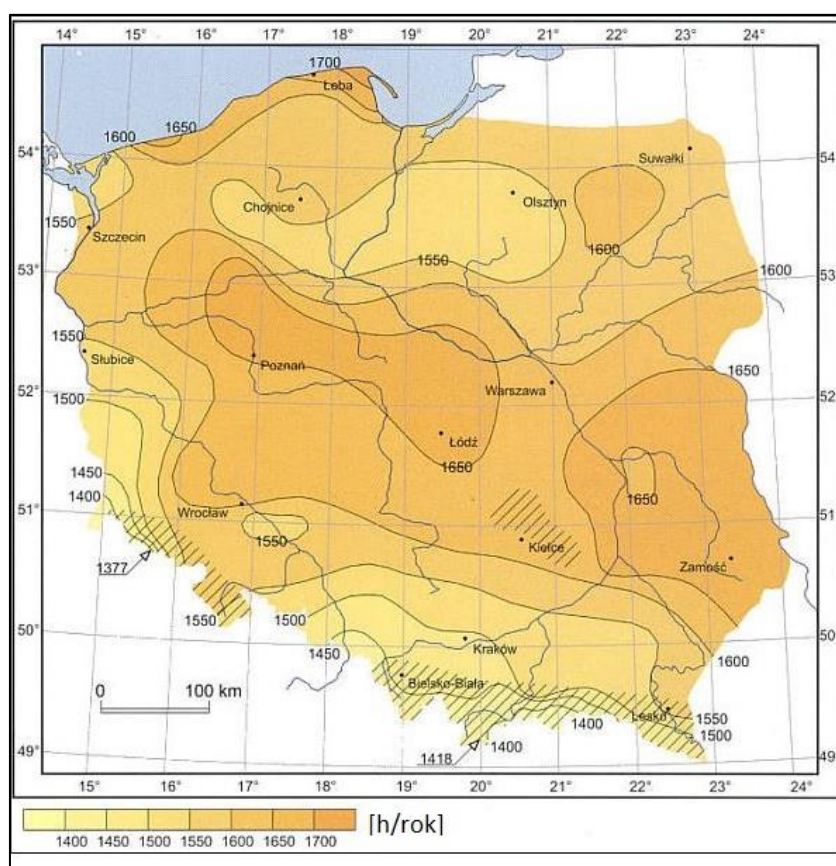 14° 15° 16° 17° 18° 19° 20° 21° 22° 23° 24°
1700
Łeba
1650
1600
54°
54
Suwałki
Chojnice
Olsztyn
1550
Szczecin
1550
1600
1600
53°
53
1550
Słubice
Poznań
1650
Warszawa
52°
52
1500
Łódź
1650
1450
1400
1650
51°
51
Wrocław
1550
Kielce
Zamość
1377
1550
1500
50°
50
1450
Kraków
1600
0 100 km
Bielsko-Biała
Lesko
1550
1400
1500
49°
49
1418
1400
15° 16° 17° 18° 19° 20° 21° 22° 23° 24°
[h/rok]
1400 1450 1500 1550 1600 1650 1700